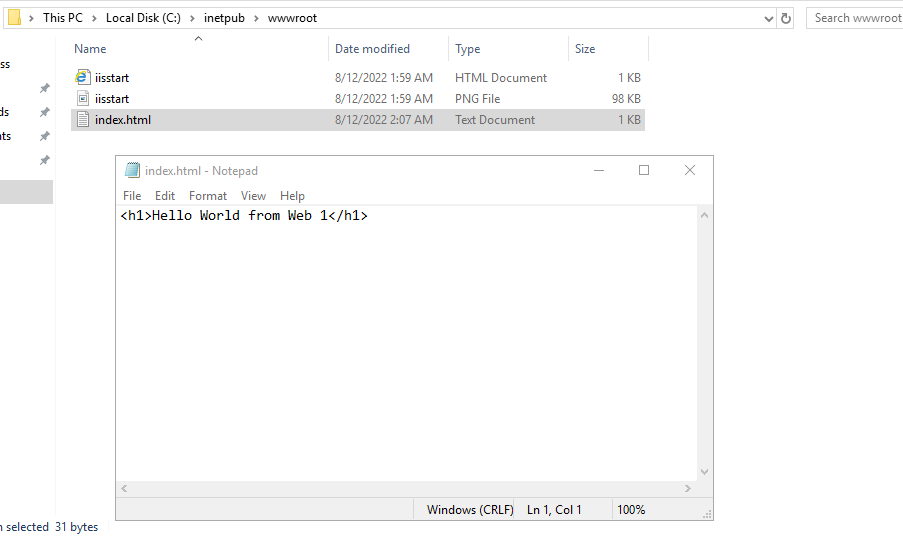 This PC > Local Disk (C:) > inetpub > wwwroot Search wwwroot
Name Date modified Type Size
ss
iisstart 8/12/2022 1:59 AM HTML Document 1 KB
iisstart 8/12/2022 1:59 AM PNG File 98 KB
ds
index.html 8/12/2022 2:07 AM Text Document 1 KB
nts
index.html - Notepad
File Edit Format View Help
<h1>Hello World from Web 1</h1>
Windows (CRLF) Ln 1, Col 1 100%
selected 31 bytes